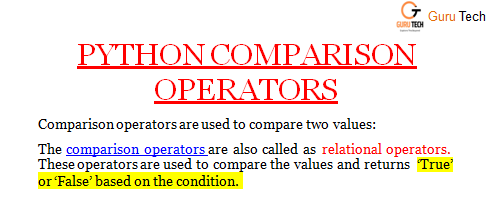 GURU TECH
Guru Tech
PYTHON COMPARISON
OPERATORS
Comparison operators are used to compare two values:
The comparison operators are also called as relational operators.
These operators are used to compare the values and returns ‘True’
or ‘False’ based on the condition.